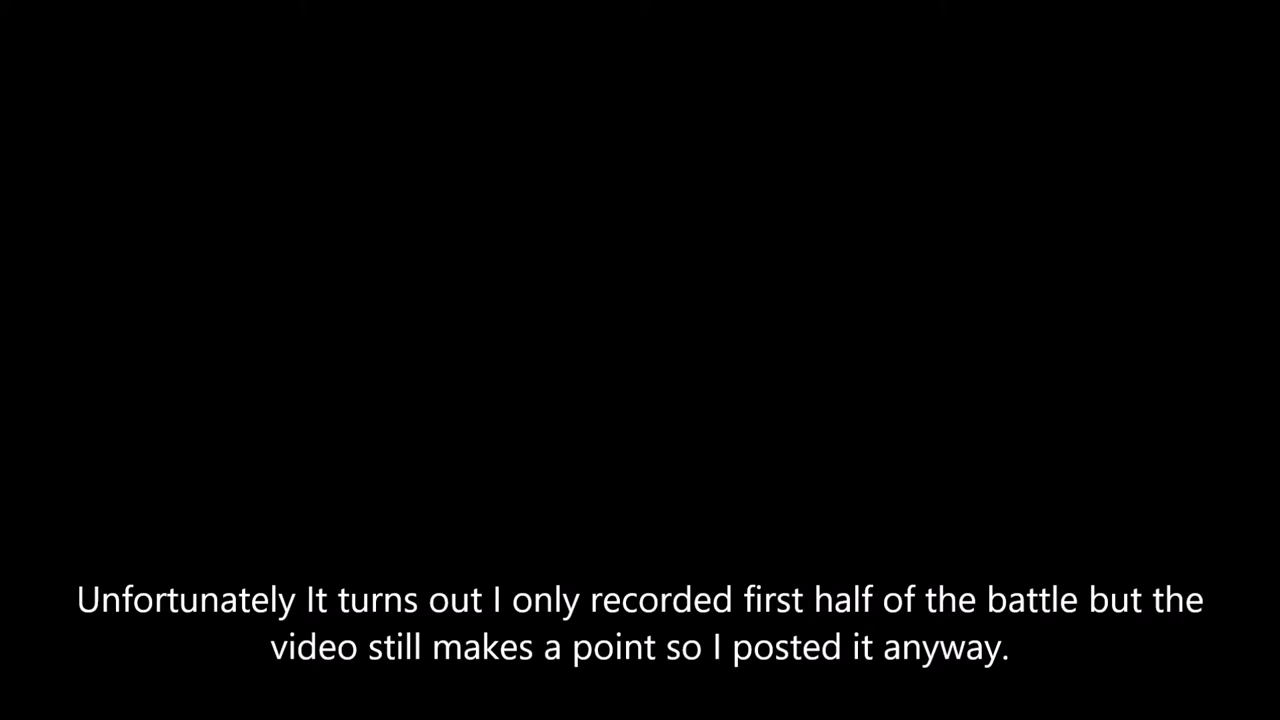 Unfortunately It turns out I only recorded first half of the battle but the
video still makes a point so I posted it anyway.